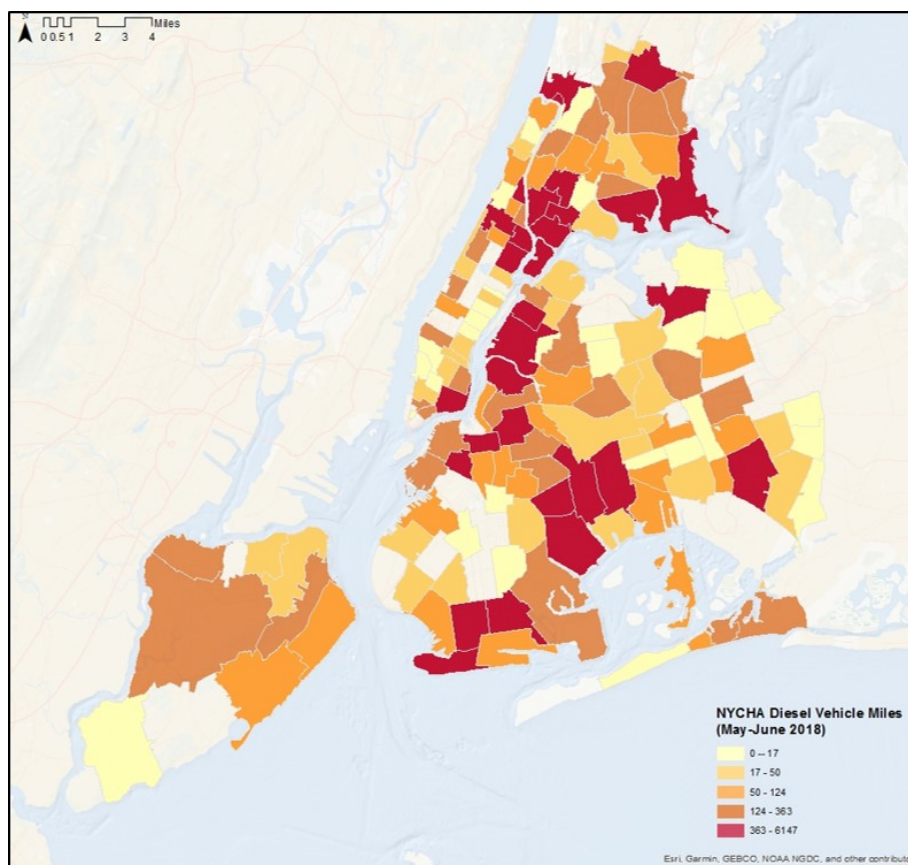 N
Miles
0 0.5 1 2 3 4
NYCHA Diesel Vehicle Miles
(May-June 2018)
0 -- 17
17 - 50
50 - 124
124 - 363
363 - 6147
Esri, Garmin, GEBCO, NOAA NGDC, and other contribut